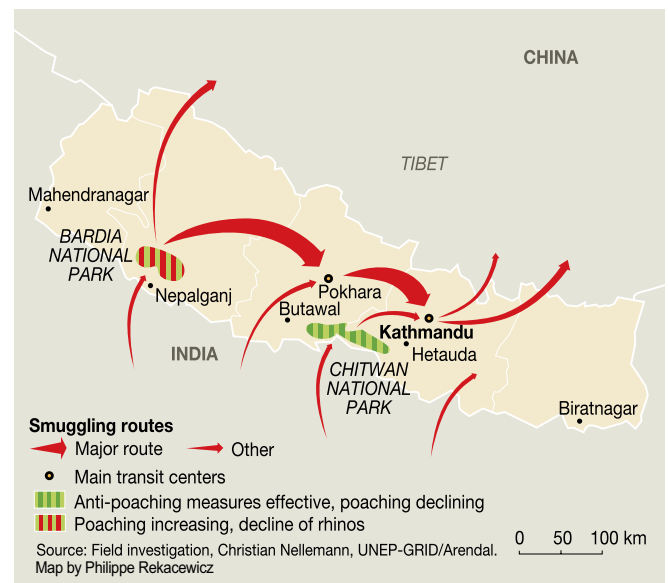 CHINA
TIBET
Mahendranagar
BARDIA
NATIONAL
PARK
Nepalganj
Pokhara
Butawal
Kathmandu
Hetauda
INDIA
CHITWAN
NATIONAL
PARK
Biratnagar
Smuggling routes
Major route
Other
Main transit centers
Anti-poaching measures effective, poaching declining
Poaching increasing, decline of rhinos
Source: Field investigation, Christian Nellemann, UNEP-GRID/Arendal.
Map by Philippe Rekacewicz
0 50 100 km